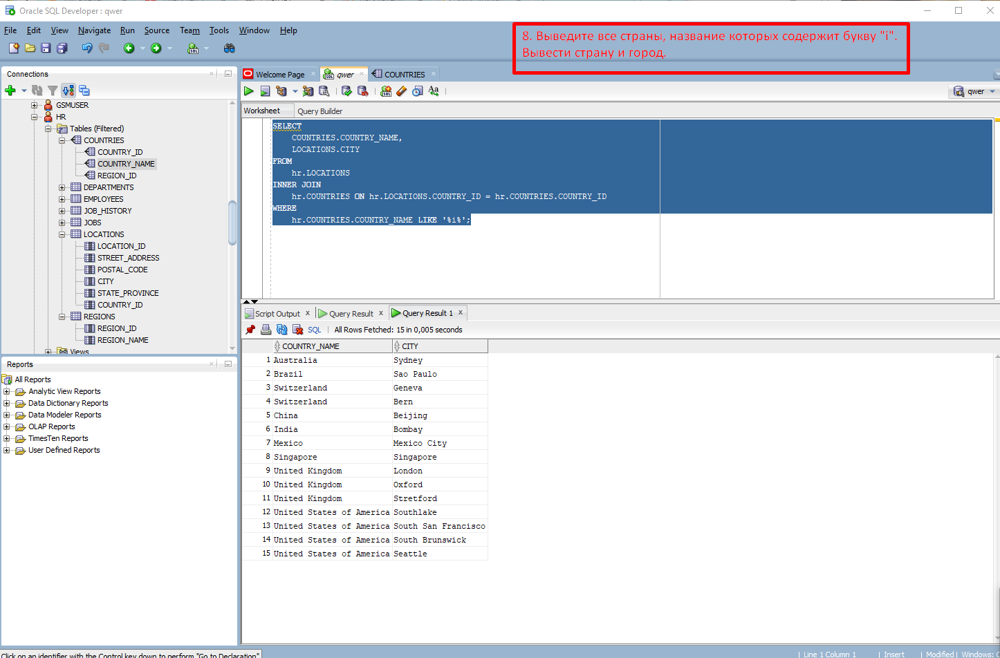 Oracle SQL Developer : qwer
File Edit View Navigate Run Source Team Tools Window Help
8. Выведите все страны, название которых содержит букву "i".
Вывести страну и город.
Connections
GSMUSER
HR
Tables (Filtered)
COUNTRIES
COUNTRY_ID
COUNTRY_NAME
REGION_ID
DEPARTMENTS
EMPLOYEES
JOB_HISTORY
JOBS
LOCATIONS
LOCATION_ID
STREET_ADDRESS
POSTAL_CODE
CITY
STATE_PROVINCE
COUNTRY_ID
REGIONS
REGION_ID
REGION_NAME
Views
Reports
All Reports
Analytic View Reports
Data Dictionary Reports
Data Modeler Reports
OLAP Reports
TimesTen Reports
User Defined Reports
Welcome Page qwer COUNTRIES
qwer
Worksheet Query Builder
SELECT
COUNTRIES.COUNTRY_NAME,
LOCATIONS.CITY
FROM
hr.LOCATIONS
INNER JOIN
hr.COUNTRIES ON hr.LOCATIONS.COUNTRY_ID = hr.COUNTRIES.COUNTRY_ID
WHERE
hr.COUNTRIES.COUNTRY_NAME LIKE '%i%';
Script Output Query Result Query Result 1
SQL All Rows Fetched: 15 in 0,005 seconds
COUNTRY_NAME CITY
1 Australia Sydney
2 Brazil Sao Paulo
3 Switzerland Geneva
4 Switzerland Bern
5 China Beijing
6 India Bombay
7 Mexico Mexico City
8 Singapore Singapore
9 United Kingdom London
10 United Kingdom Oxford
11 United Kingdom Stretford
12 United States of America Southlake
13 United States of America South San Francisco
14 United States of America South Brunswick
15 United States of America Seattle
Click on an identifier with the Control key down to perform "Go to Declaration"
Line 1 Column 1 Insert Modified Windows: